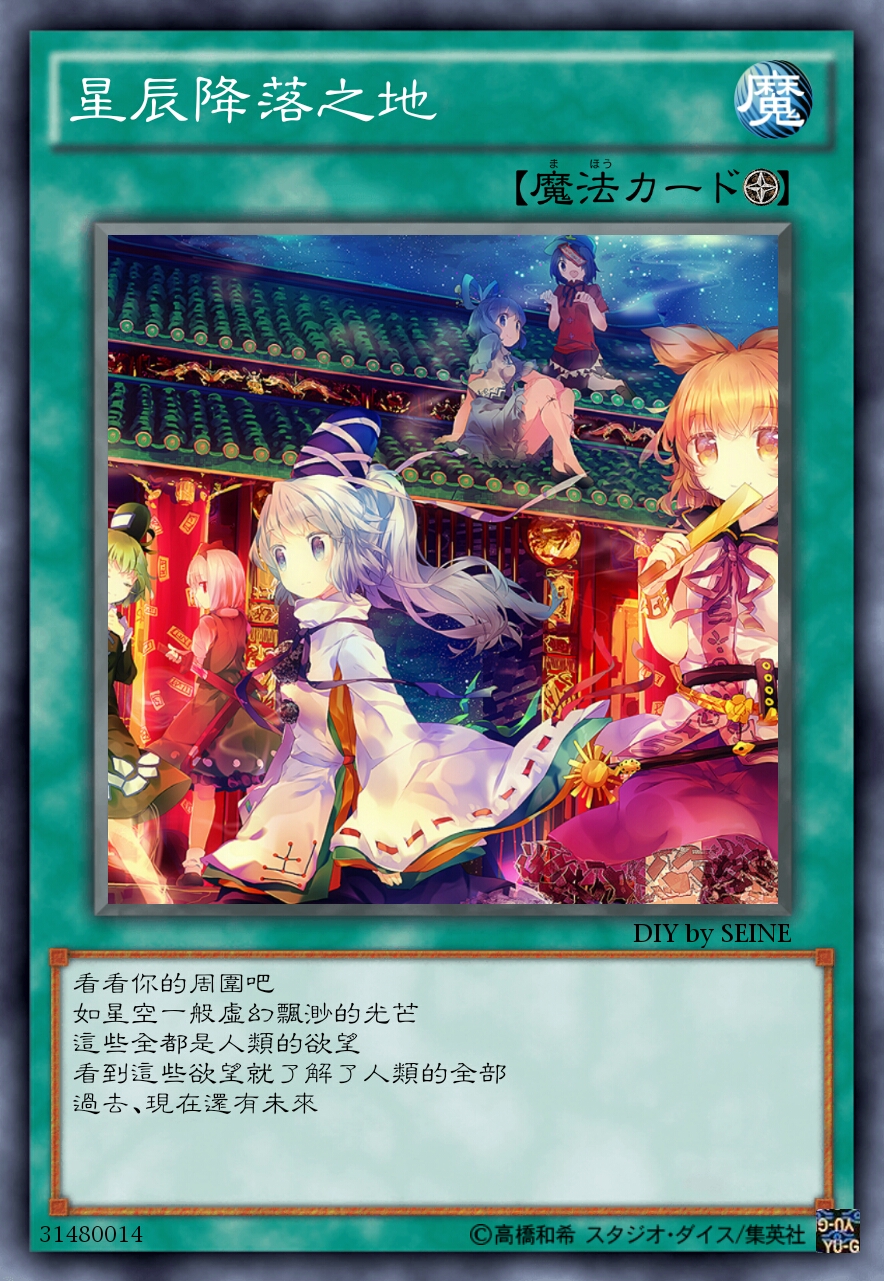 星辰降落之地
魔
ま ほう
【魔法カード】
DIY by SEINE
看看你的周圍吧
如星空一般虛幻飄渺的光芒
這些全都是人類的欲望
看到這些欲望就了解了人類的全部
過去、現在還有未來
31480014
©高橋和希 スタジオ・ダイス/集英社
YU-G